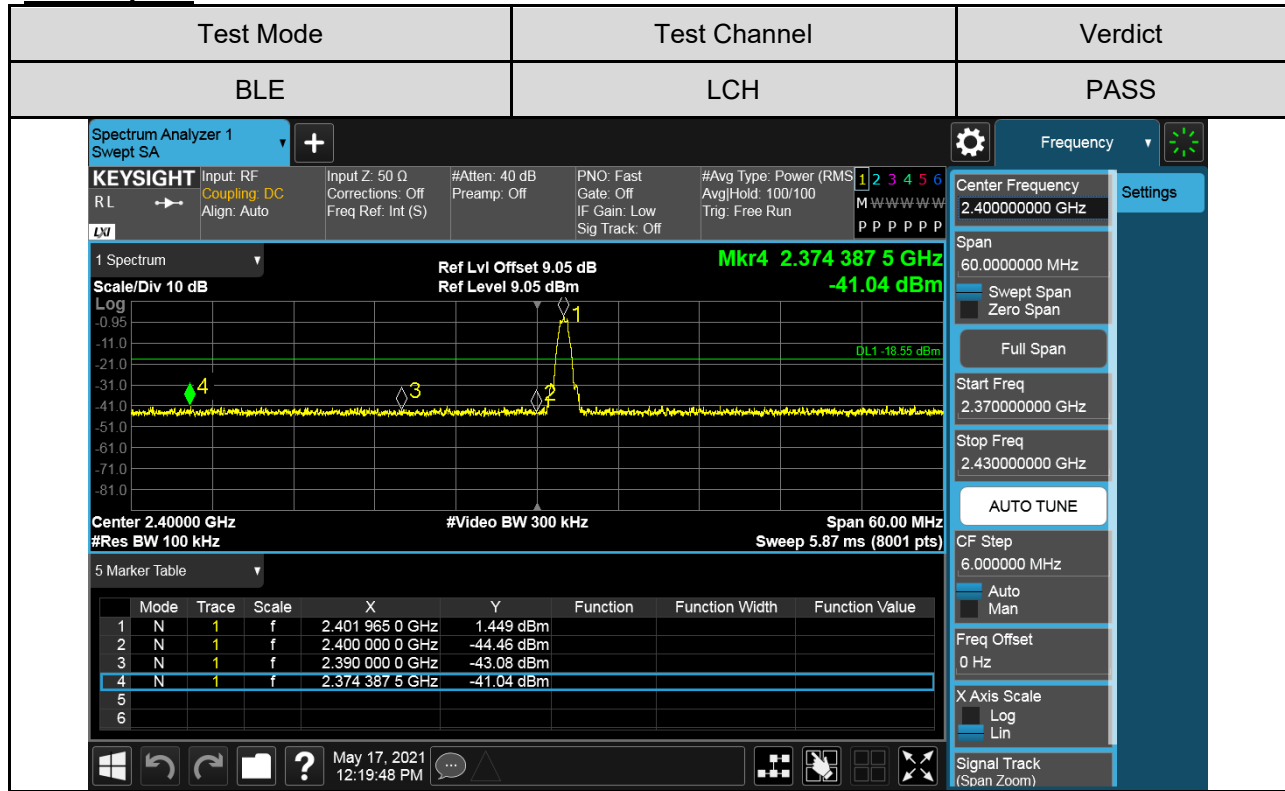 Test Mode Test Channel Verdict
BLE LCH PASS
Spectrum Analyzer 1
Swept SA
Frequency
KEYSIGHT Input: RF Input Z: 50 Ω #Atten: 40 dB PNO: Fast #Avg Type: Power (RMS 1 2 3 4 5 6
RL Coupling: DC Corrections: Off Preamp: Off Gate: Off Avg|Hold: 100/100 M W W W W W
Align: Auto Freq Ref: Int (S) IF Gain: Low Trig: Free Run
LXI Sig Track: Off P P P P P P
1 Spectrum
Ref Lvl Offset 9.05 dB
Mkr4 2.374 387 5 GHz
Scale/Div 10 dB Ref Level 9.05 dBm -41.04 dBm
Log
1
-0.95
-11.0
DL1 -18.55 dBm
-21.0
-31.0
4 3 2
-41.0
-51.0
-61.0
-71.0
-81.0
Center 2.40000 GHz #Video BW 300 kHz Span 60.00 MHz
#Res BW 100 kHz Sweep 5.87 ms (8001 pts)
5 Marker Table
Mode Trace Scale X Y Function Function Width Function Value
1 N 1 f 2.401 965 0 GHz 1.449 dBm
2 N 1 f 2.400 000 0 GHz -44.46 dBm
3 N 1 f 2.390 000 0 GHz -43.08 dBm
4 N 1 f 2.374 387 5 GHz -41.04 dBm
5
6
? May 17, 2021
12:19:48 PM
Center Frequency
2.400000000 GHz
Settings
Span
60.0000000 MHz
Swept Span
Zero Span
Full Span
Start Freq
2.370000000 GHz
Stop Freq
2.430000000 GHz
AUTO TUNE
CF Step
6.000000 MHz
Auto
Man
Freq Offset
0 Hz
X Axis Scale
Log
Lin
Signal Track
(Span Zoom)